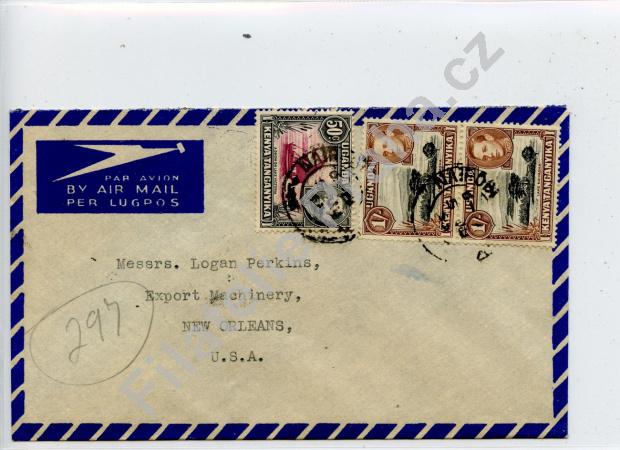 PAR AVION
BY AIR MAIL
PER LUGPOS
50c
UGANDA
KENYA TANGANYIKA
1/-
UGANDA
KENYA TANGANYIKA
1/-
UGANDA
KENYA TANGANYIKA
NAIROBI
Messrs. Logan Perkins,
Export Machinery,
NEW ORLEANS,
U.S.A.
297